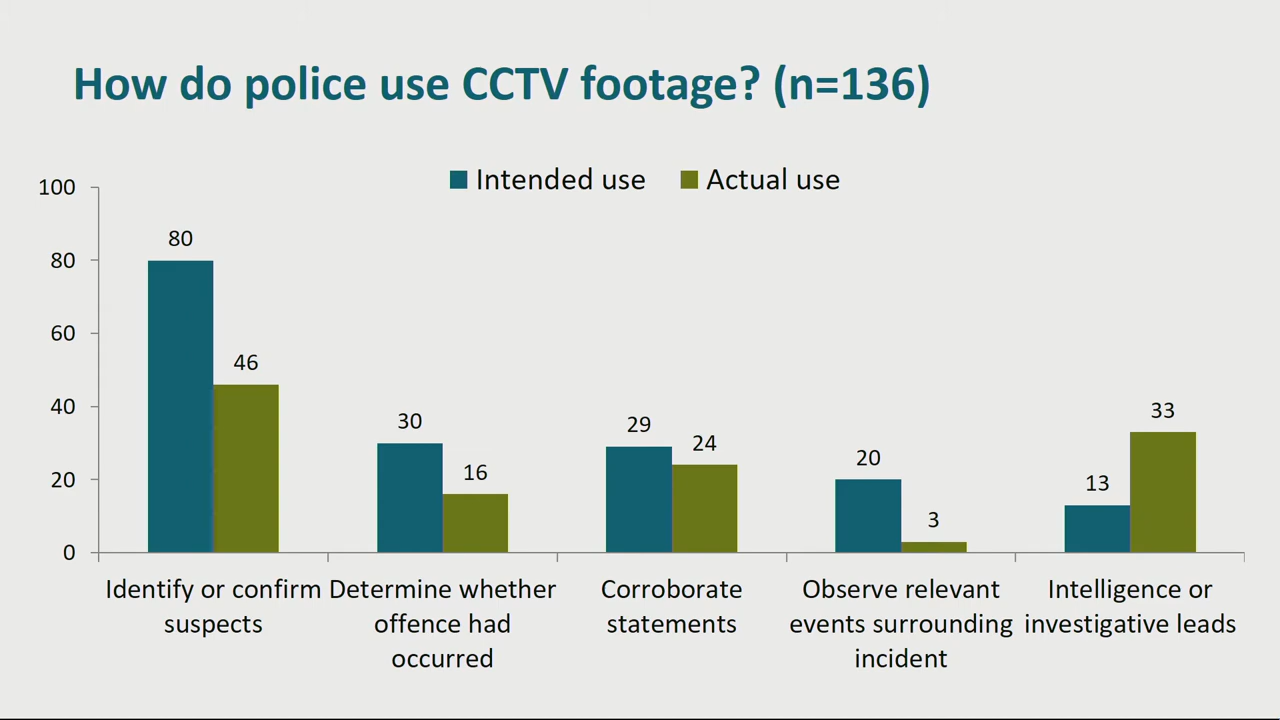 How do police use CCTV footage? (n=136)
Intended use
Actual use
100
80
60
40
20
0
80
46
30
16
29
24
20
3
13
33
Identify or confirm
suspects
Determine whether
offence had
occurred
Corroborate
statements
Observe relevant
events surrounding
incident
Intelligence or
investigative leads